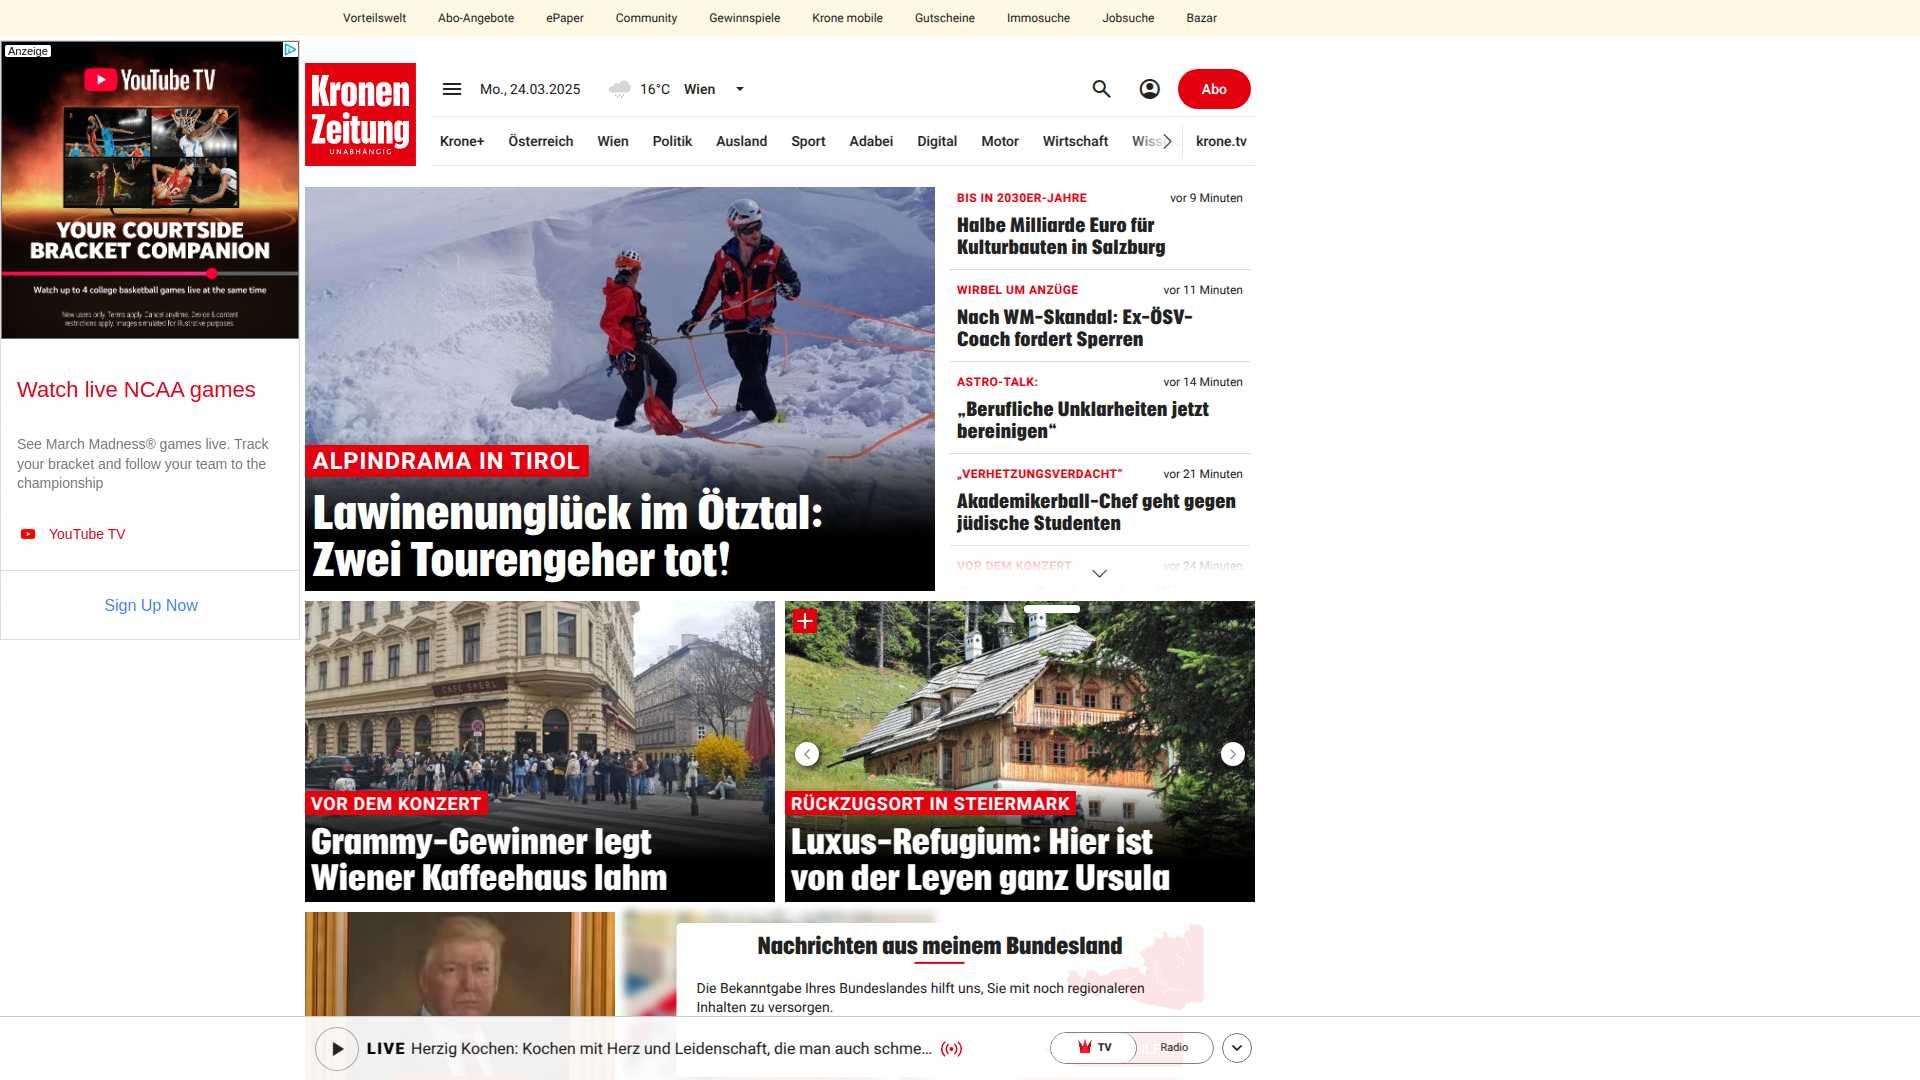 Vorteilswelt
Abo-Angebote
ePaper
Community
Gewinnspiele
Krone mobile
Gutscheine
Immosuche
Jobsuche
Bazar
Anzeige
YouTube TV
YOUR COURTSIDE
BRACKET COMPANION
Watch up to 4 college basketball games live at the same time
New users only. Terms apply. Cancel anytime. Device & content
restrictions apply. Images simulated for illustrative purposes.
Watch live NCAA games
See March Madness® games live. Track
your bracket and follow your team to the
championship
YouTube TV
Sign Up Now
Kronen
Zeitung
UNABHÄNGIG
Mo., 24.03.2025
16°C
Wien
Abo
Krone+
Österreich
Wien
Politik
Ausland
Sport
Adabei
Digital
Motor
Wirtschaft
Wiss
krone.tv
ALPINDRAMA IN TIROL
Lawinenunglück im Ötztal:
Zwei Tourengeher tot!
BIS IN 2030ER-JAHRE
vor 9 Minuten
Halbe Milliarde Euro für
Kulturbauten in Salzburg
WIRBEL UM ANZÜGE
vor 11 Minuten
Nach WM-Skandal: Ex-ÖSV-
Coach fordert Sperren
ASTRO-TALK:
vor 14 Minuten
„Berufliche Unklarheiten jetzt
bereinigen“
„VERHETZUNGSVERDACHT“
vor 21 Minuten
Akademikerball-Chef geht gegen
jüdische Studenten
VOR DEM KONZERT
vor 24 Minuten
CAFE SPERL
VOR DEM KONZERT
Grammy-Gewinner legt
Wiener Kaffeehaus lahm
RÜCKZUGSORT IN STEIERMARK
Luxus-Refugium: Hier ist
von der Leyen ganz Ursula
Nachrichten aus meinem Bundesland
Die Bekanntgabe Ihres Bundeslandes hilft uns, Sie mit noch regionaleren
Inhalten zu versorgen.
LIVE Herzig Kochen: Kochen mit Herz und Leidenschaft, die man auch schme...
TV
Radio